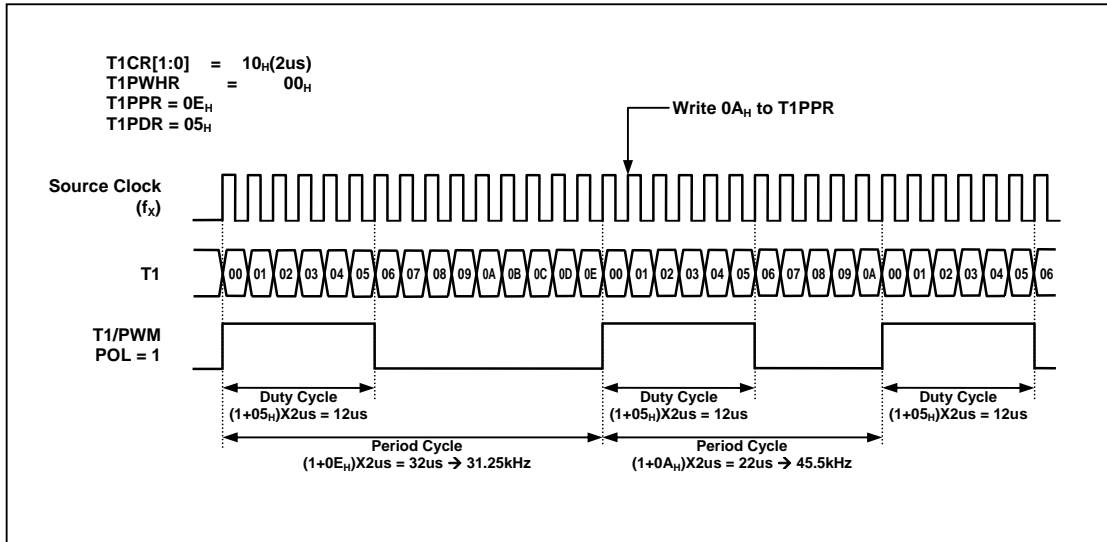 T1CR[1:0] = 10H(2us)
T1PWHR = 00H
T1PPR = 0EH
T1PDR = 05H
Write 0AH to T1PPR
Source Clock
(fX)
T1
00 01 02 03 04 05 06 07 08 09 0A 0B 0C 0D 0E 00 01 02 03 04 05 06 07 08 09 0A 00 01 02 03 04 05 06
T1/PWM
POL = 1
Duty Cycle
(1+05H)X2us = 12us
Duty Cycle
(1+05H)X2us = 12us
Duty Cycle
(1+05H)X2us = 12us
Period Cycle
(1+0EH)X2us = 32us → 31.25kHz
Period Cycle
(1+0AH)X2us = 22us → 45.5kHz